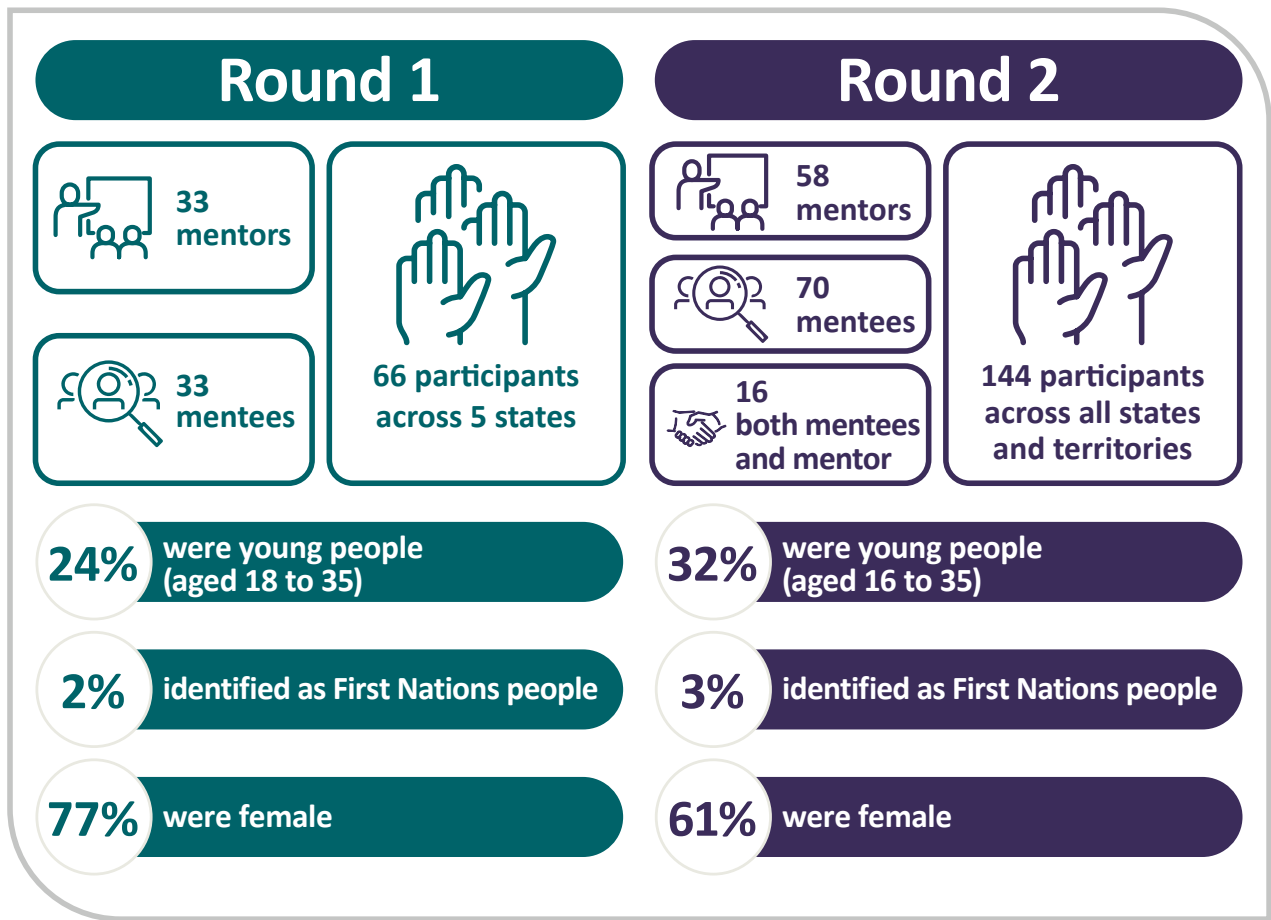 Round 1
33
mentors
33
mentees
66 participants
across 5 states
24%
were young people
(aged 18 to 35)
2%
identified as First Nations people
77%
were female
Round 2
58
mentors
70
mentees
16
both mentees
and mentor
144 participants
across all states
and territories
32%
were young people
(aged 16 to 35)
3%
identified as First Nations people
61%
were female